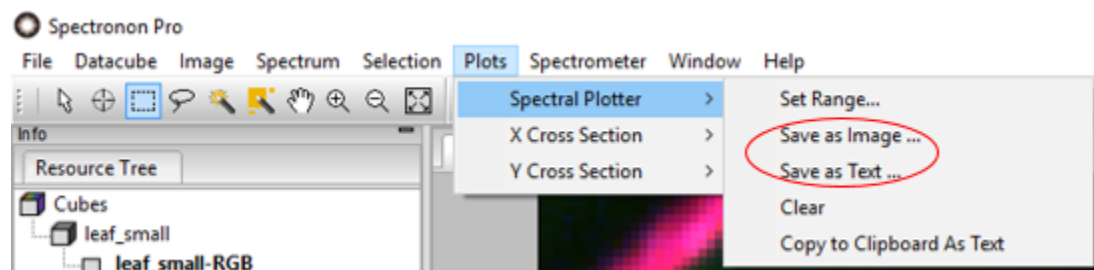 Spectronon Pro
File Datacube Image Spectrum Selection Plots Spectrometer Window Help
Spectral Plotter > Set Range...
Info X Cross Section > Save as Image ...
Resource Tree Y Cross Section > Save as Text ...
Cubes Clear
leaf_small Copy to Clipboard As Text
leaf_small-RGB